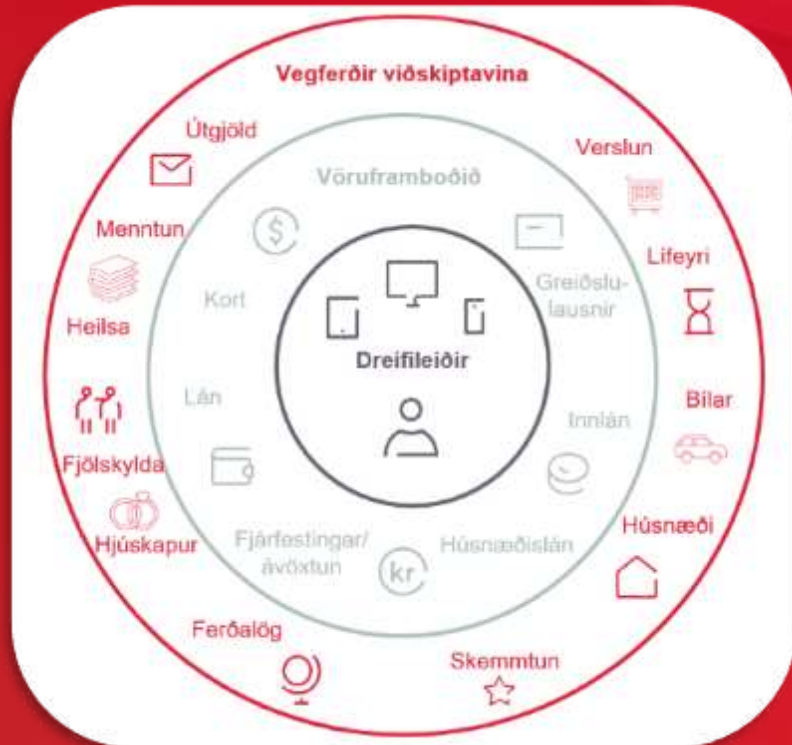 Vegferðir viðskiptavina
Útgjöld
Verslun
Vöruframboðið
$
Menntun
Lífeyri
Kort
Greiðslu-
lausnir
Heilsa
Dreifileiðir
Lán
Bílar
Innlán
Fjölskylda
Húsnæði
Hjúskapur
Fjárfestingar/
ávöxtun
Húsnæðislán
kr
Ferðalög
Skemmtun